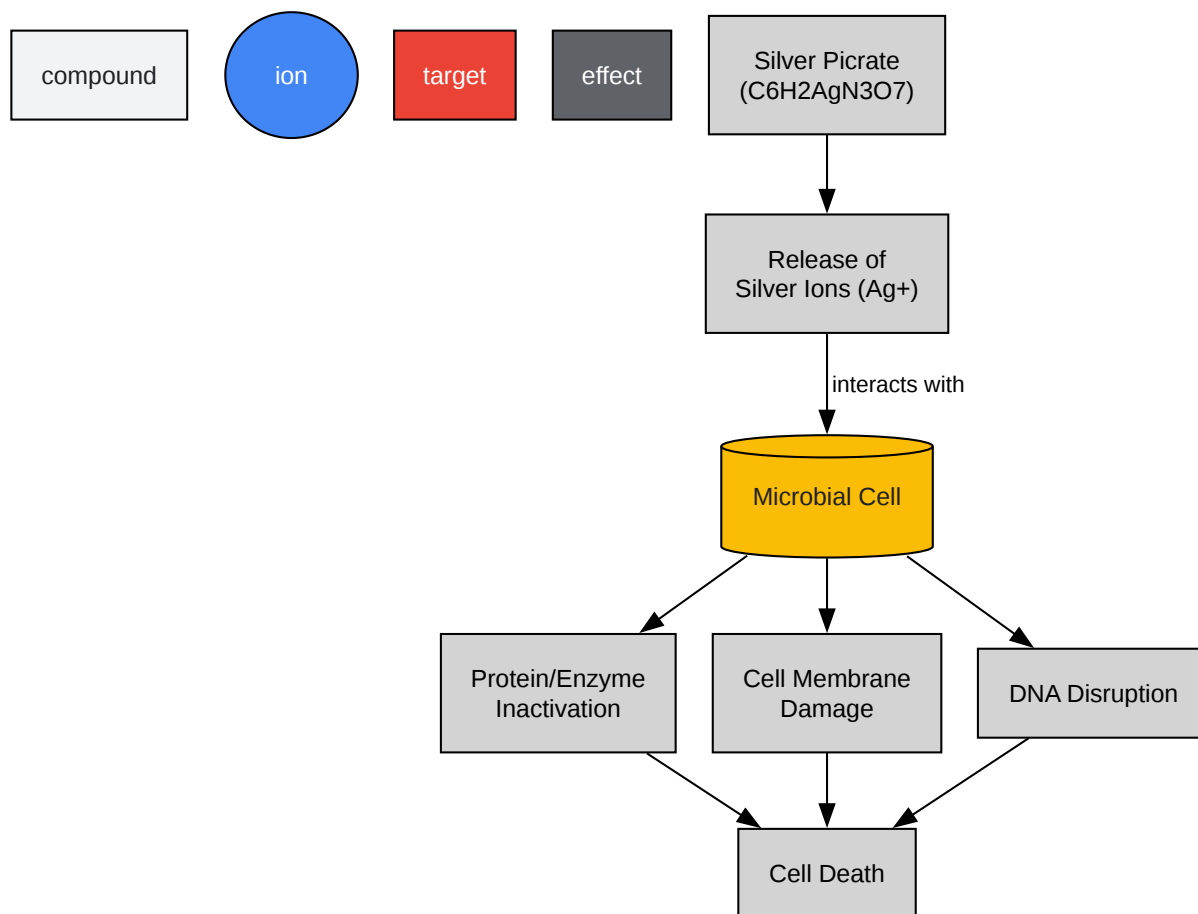 compound
ion
target
effect
Silver Picrate
(C6H2AgN3O7)
Release of
Silver Ions (Ag+)
interacts with
Microbial Cell
Protein/Enzyme
Inactivation
Cell Membrane
Damage
DNA Disruption
Cell Death